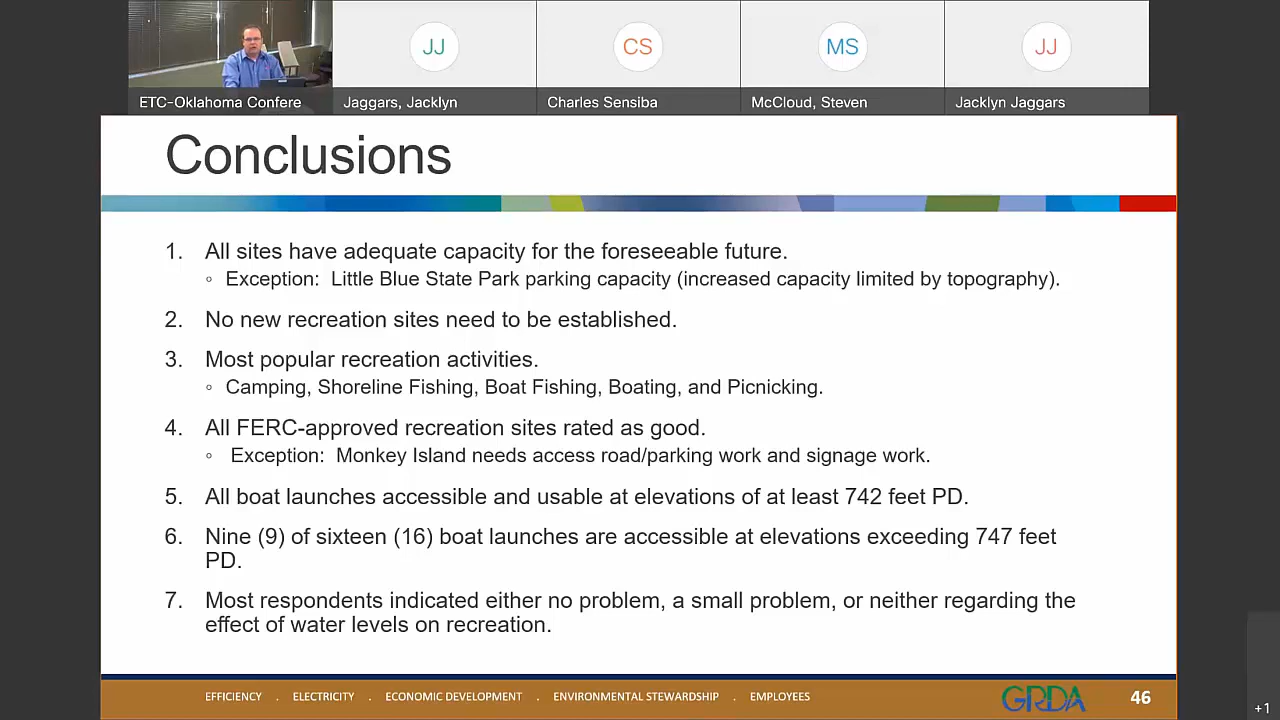 JJ
CS
MS
JJ
ETC-Oklahoma Confere
Jaggars, Jacklyn
Charles Sensiba
McCloud, Steven
Jacklyn Jaggars
Conclusions
1. All sites have adequate capacity for the foreseeable future.
◦ Exception: Little Blue State Park parking capacity (increased capacity limited by topography).
2. No new recreation sites need to be established.
3. Most popular recreation activities.
◦ Camping, Shoreline Fishing, Boat Fishing, Boating, and Picnicking.
4. All FERC-approved recreation sites rated as good.
◦ Exception: Monkey Island needs access road/parking work and signage work.
5. All boat launches accessible and usable at elevations of at least 742 feet PD.
6. Nine (9) of sixteen (16) boat launches are accessible at elevations exceeding 747 feet
PD.
7. Most respondents indicated either no problem, a small problem, or neither regarding the
effect of water levels on recreation.
EFFICIENCY . ELECTRICITY . ECONOMIC DEVELOPMENT . ENVIRONMENTAL STEWARDSHIP . EMPLOYEES
GRDA
46
+1